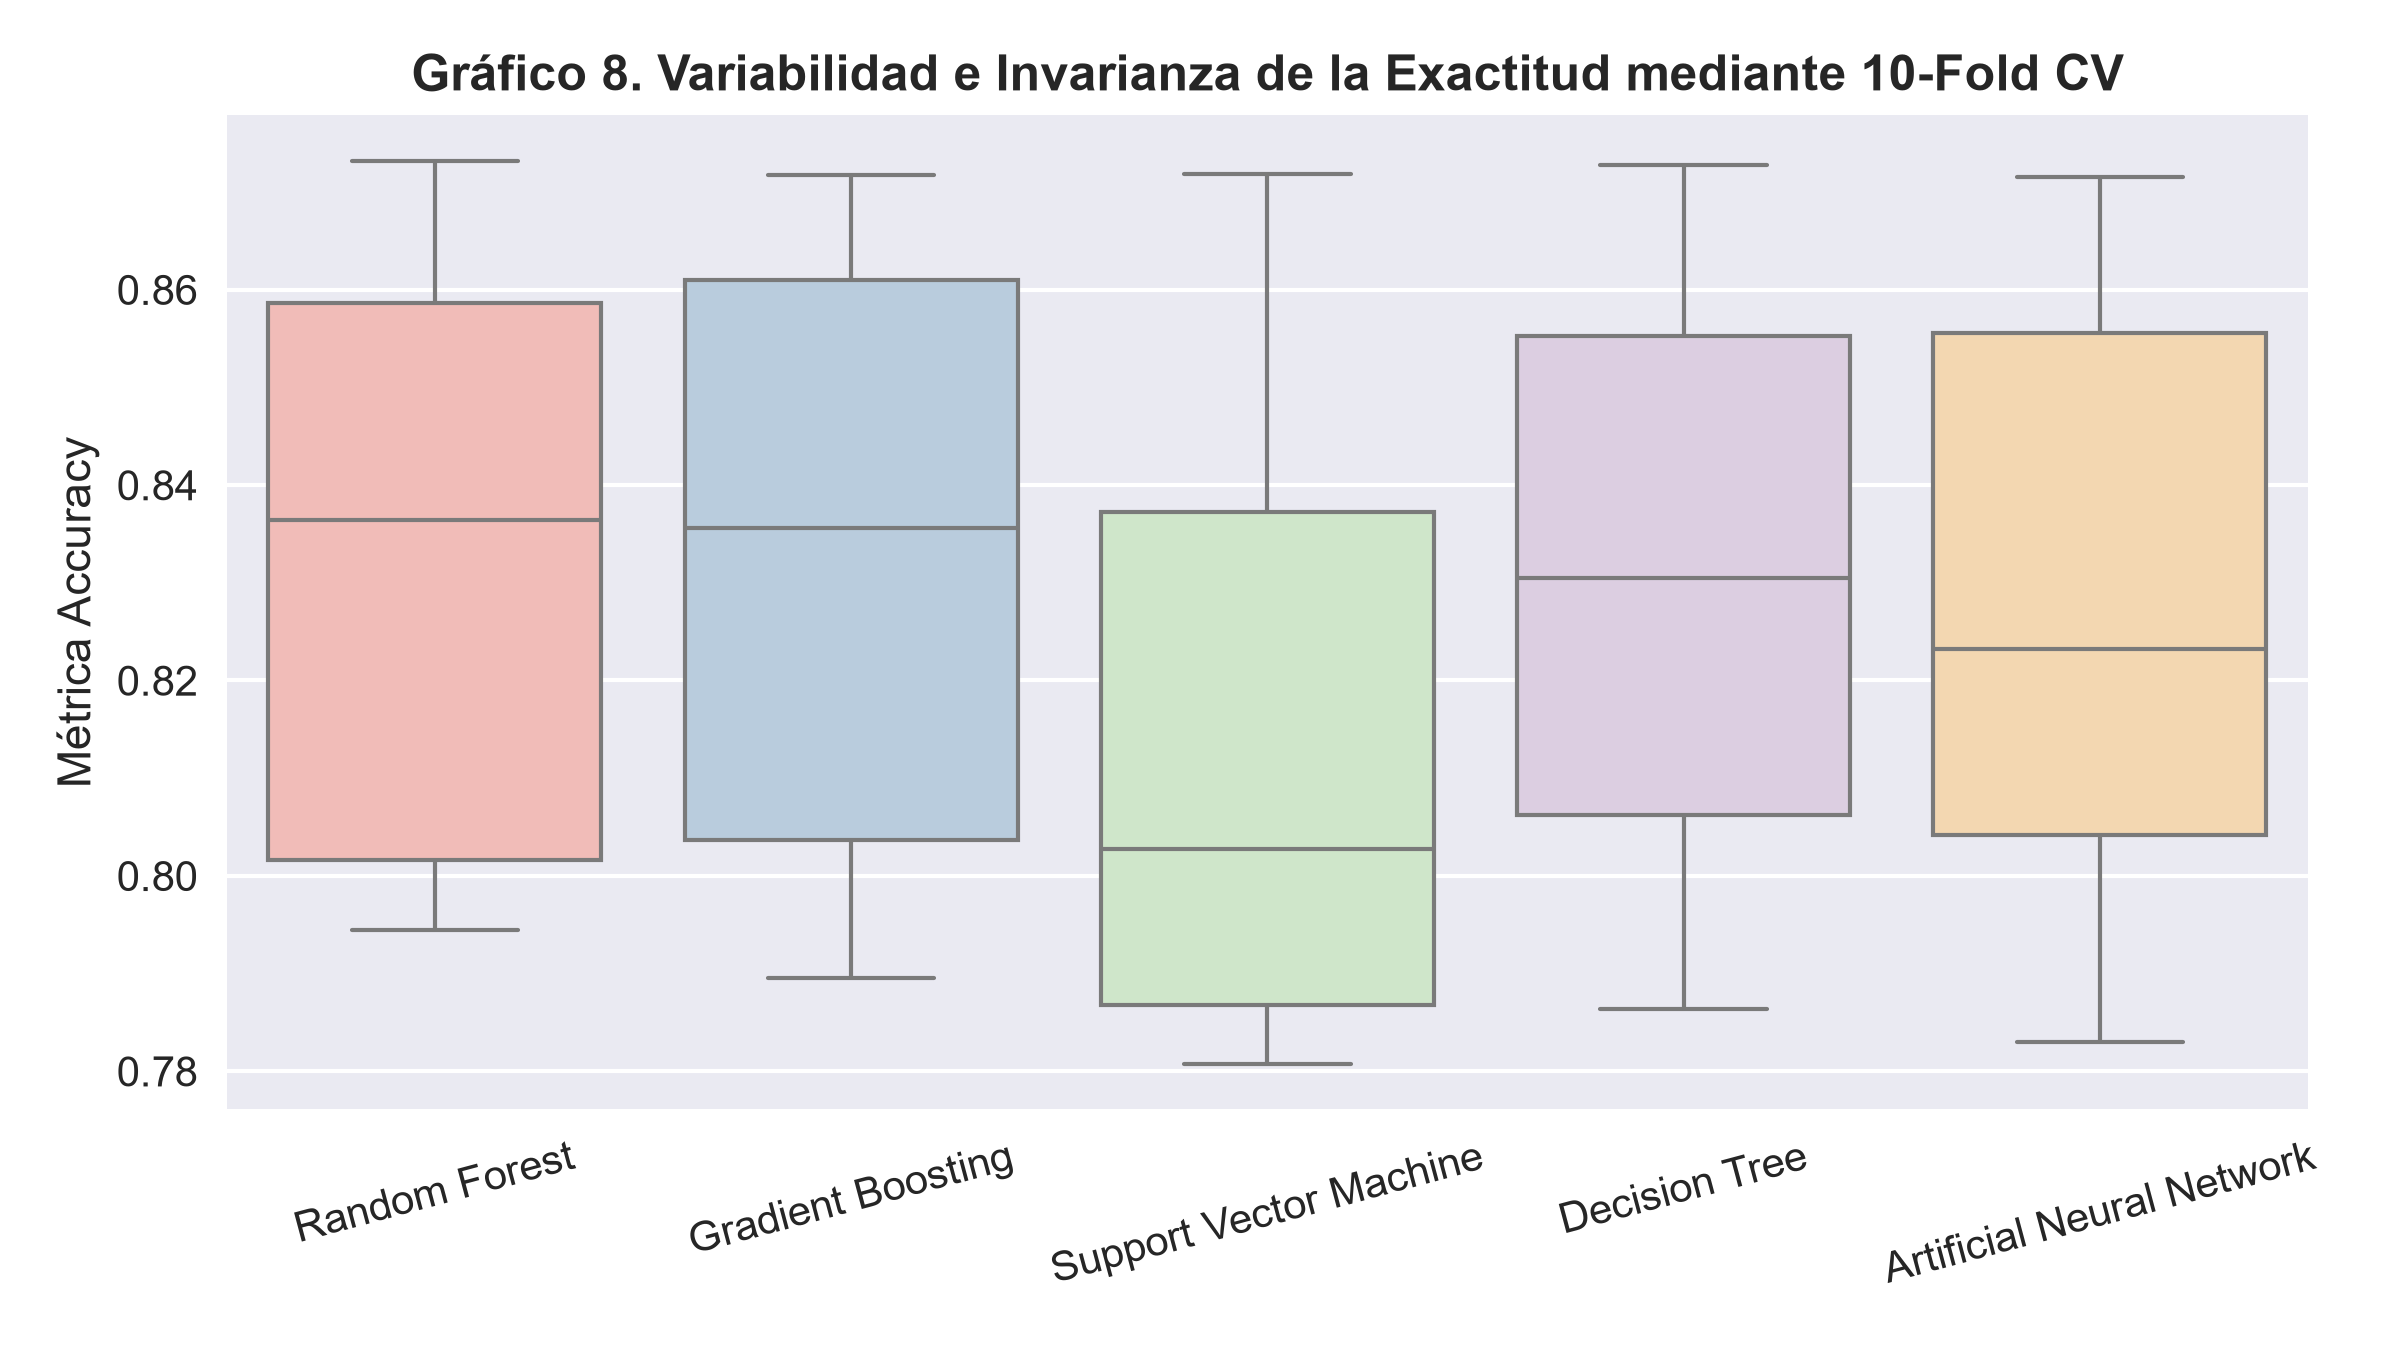 Gráfico 8. Variabilidad e Invarianza de la Exactitud mediante 10-Fold CV
Métrica Accuracy
0.86
0.84
0.82
0.80
0.78
Random Forest
Gradient Boosting
Support Vector Machine
Decision Tree
Artificial Neural Network